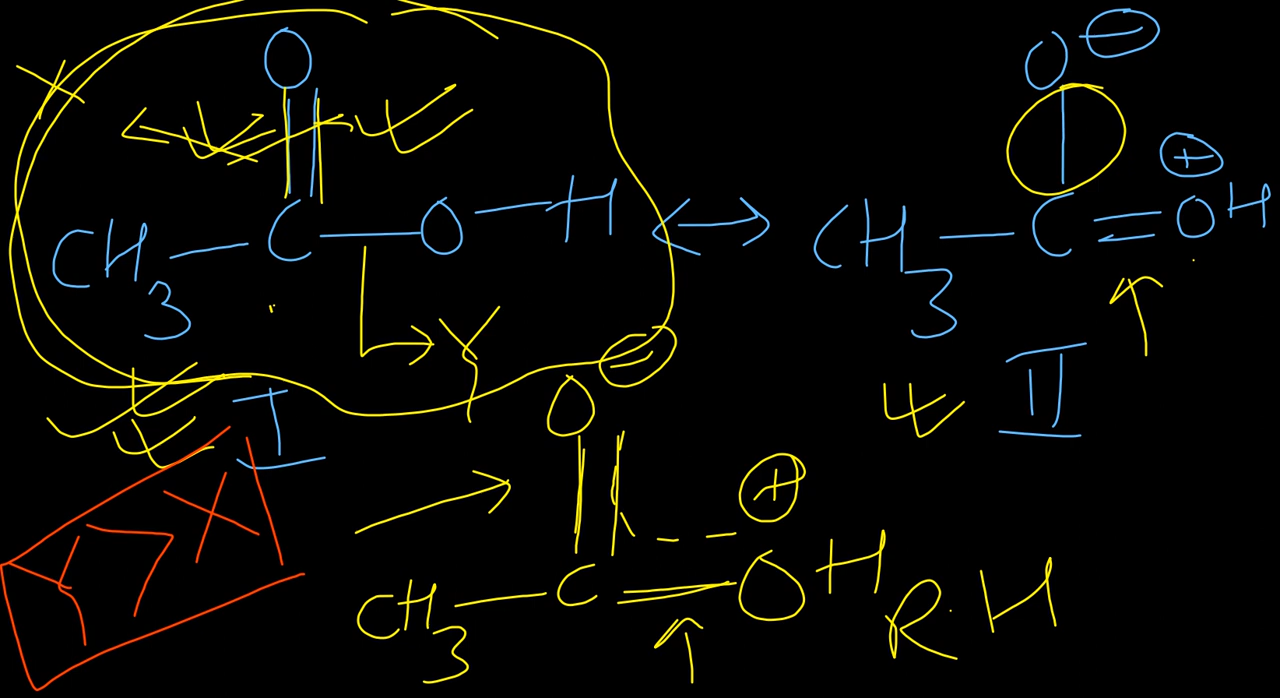 O O ⊖
X
CH3 - C - O - H ↔ CH3 - C = OH ⊕
x
y
I II
O ⊖
Y > X
⊕
CH3 - C = OH RH